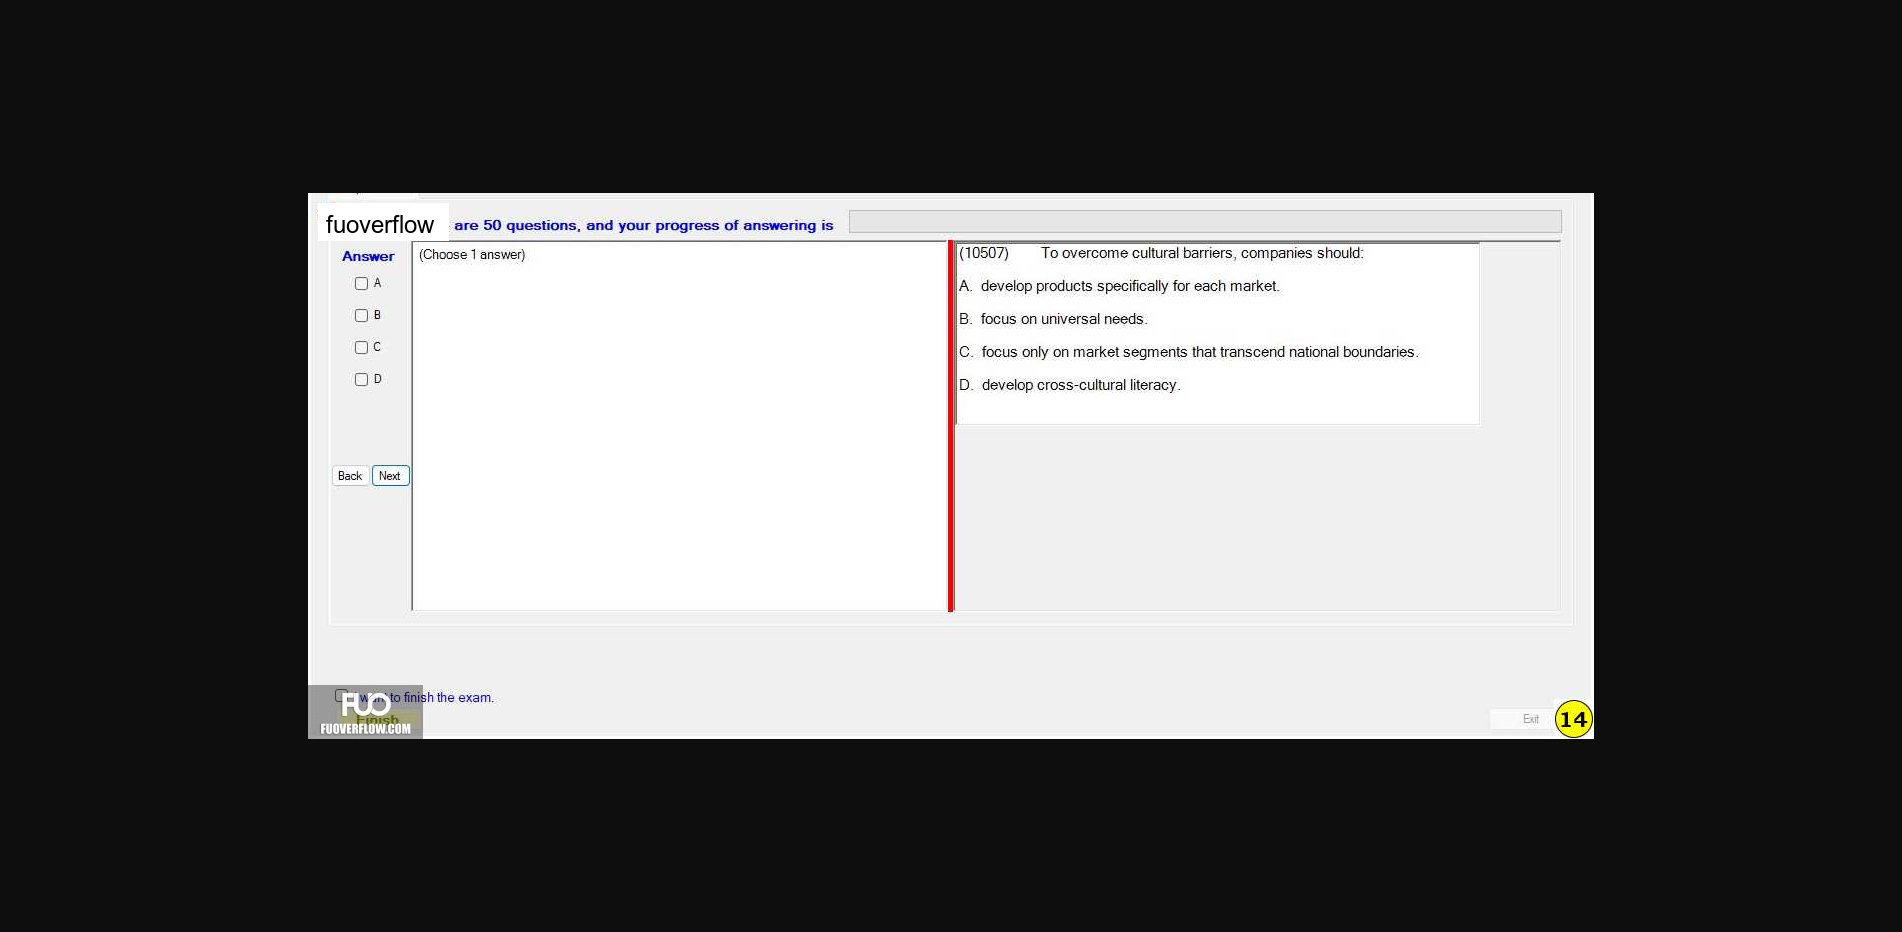 fuoverflow are 50 questions, and your progress of answering is
Answer
(Choose 1 answer)
A
B
C
D
Back Next
(10507) To overcome cultural barriers, companies should:
A. develop products specifically for each market.
B. focus on universal needs.
C. focus only on market segments that transcend national boundaries.
D. develop cross-cultural literacy.
I want to finish the exam.
Finish
FUO
FUOVERFLOW.COM
Exit
14